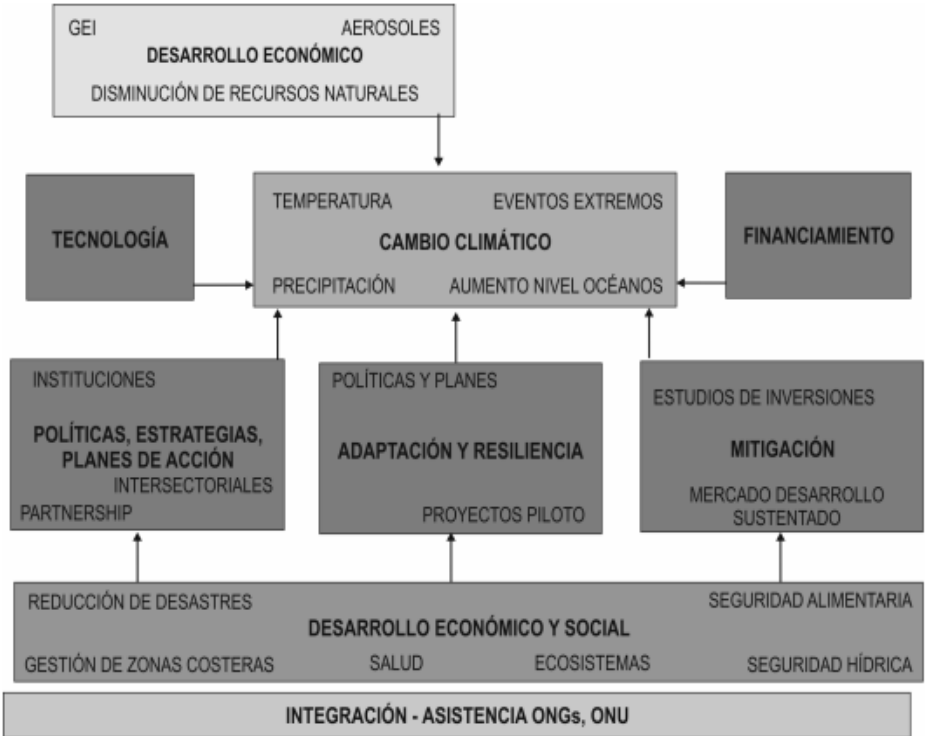 GEI AEROSOLES
DESARROLLO ECONÓMICO
DISMINUCIÓN DE RECURSOS NATURALES
TECNOLOGÍA
TEMPERATURA EVENTOS EXTREMOS
CAMBIO CLIMÁTICO
PRECIPITACIÓN AUMENTO NIVEL OCÉANOS
FINANCIAMIENTO
INSTITUCIONES
POLÍTICAS, ESTRATEGIAS,
PLANES DE ACCIÓN
INTERSECTORIALES
PARTNERSHIP
POLÍTICAS Y PLANES
ADAPTACIÓN Y RESILIENCIA
PROYECTOS PILOTO
ESTUDIOS DE INVERSIONES
MITIGACIÓN
MERCADO DESARROLLO
SUSTENTADO
REDUCCIÓN DE DESASTRES SEGURIDAD ALIMENTARIA
DESARROLLO ECONÓMICO Y SOCIAL
GESTIÓN DE ZONAS COSTERAS SALUD ECOSISTEMAS SEGURIDAD HÍDRICA
INTEGRACIÓN - ASISTENCIA ONGs, ONU